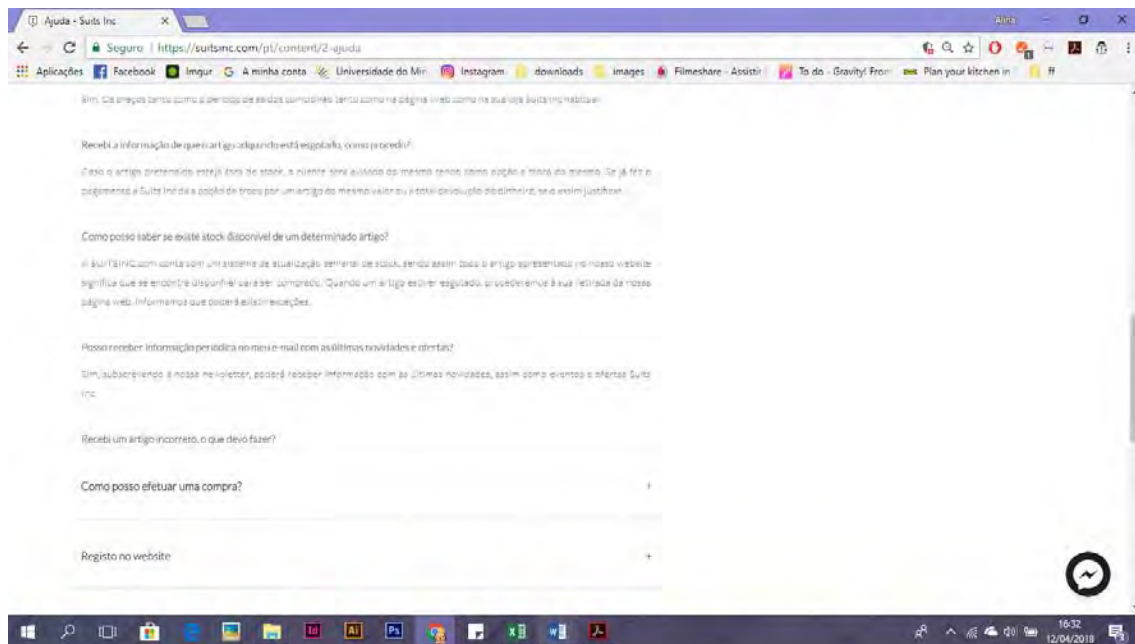 Ajuda - Suits Inc
Alina
Seguro | https://suitsinc.com/pt/content/2-ajuda
Aplicações Facebook Imgur A minha conta Universidade do Min Instagram downloads images Filmeshare - Assistir To do - Gravity! From Plan your kitchen in ff
Sim. Os preços tanto como o período de saldos
tanto como na página web como na sua loja Suits Inc habitual
Recebi a informação de que o artigo adquirido está esgotado, como procedo?
Caso o artigo pretendido esteja fora de stock, o cliente será avisado do mesmo tendo como opção a troca do mesmo. Se já fez o
pagamento a Suits Inc dá a opção de troca por um artigo do mesmo valor ou a total devolução do dinheiro, se o assim justificar.
Como posso saber se existe stock disponível de um determinado artigo?
A SUITSINC.com conta com um sistema de atualização semanal de stock, sendo assim todo o artigo apresentado no nosso website
significa que se encontra disponível para ser comprado. Quando um artigo estiver esgotado, procederemos à sua retirada da nossa
página web. Informamos que poderá existir exceções.
Posso receber informação periódica no meu e-mail com as últimas novidades e ofertas?
Sim, subscrevendo a nossa newsletter, poderá receber informação com as últimas novidades, assim como eventos e ofertas Suits
Inc.
Recebi um artigo incorreto, o que devo fazer?
Como posso efetuar uma compra? +
Registo no website +
16:32
12/04/2018